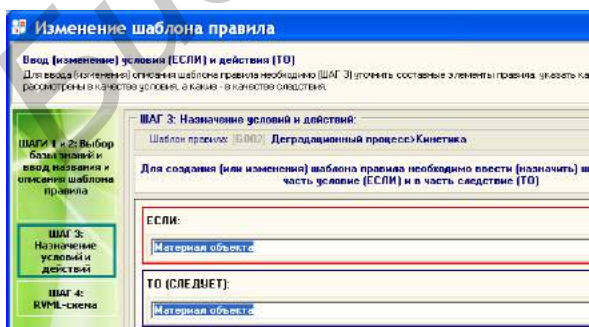 Изменение шаблона правила
Ввод (изменение) условия (ЕСЛИ) и действия (ТО)
Для ввода (изменения) описания шаблона правила необходимо (ШАГ 3) уточнить составные элементы правила, указать
рассмотрены в качестве условия, а какие - в качестве следствия.
ШАГИ 1 и 2: Выбор
базы знаний и
ввод названия и
описания шаблона
правила
ШАГ 3:
Назначение
условий и
действий
ШАГ 4:
RVML-схема
ШАГ 3: Назначение условий и действий:
Шаблон правила: [G002] Деградационный процесс>Кинетика
Для создания (или изменения) шаблона правила необходимо ввести (назначить)
часть условие (ЕСЛИ) и в часть следствие (ТО)
ЕСЛИ:
Материал объекта
ТО (СЛЕДУЕТ):
Материал объекта